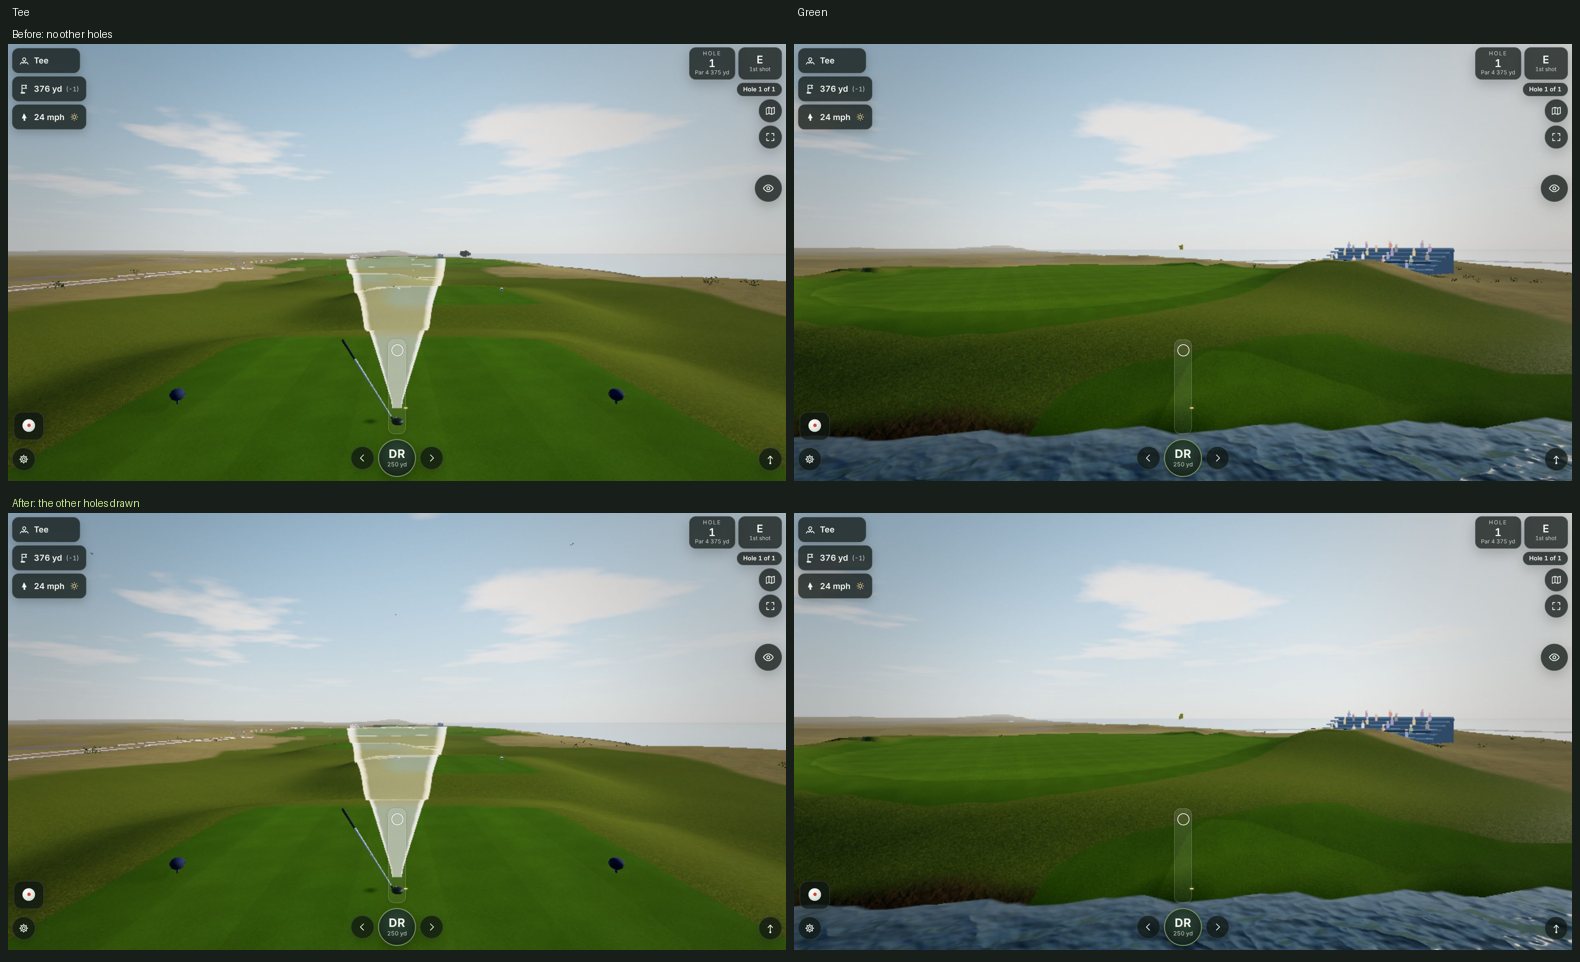 Tee
Green
Before: no other holes
Tee
376 yd (-1)
24 mph
HOLE
1
Par 4 375 yd
E
1st shot
Hole 1 of 1
DR
250 yd
Tee
376 yd (-1)
24 mph
HOLE
1
Par 4 375 yd
E
1st shot
Hole 1 of 1
DR
250 yd
After: the other holes drawn
Tee
376 yd (-1)
24 mph
HOLE
1
Par 4 375 yd
E
1st shot
Hole 1 of 1
DR
250 yd
Tee
376 yd (-1)
24 mph
HOLE
1
Par 4 375 yd
E
1st shot
Hole 1 of 1
DR
250 yd